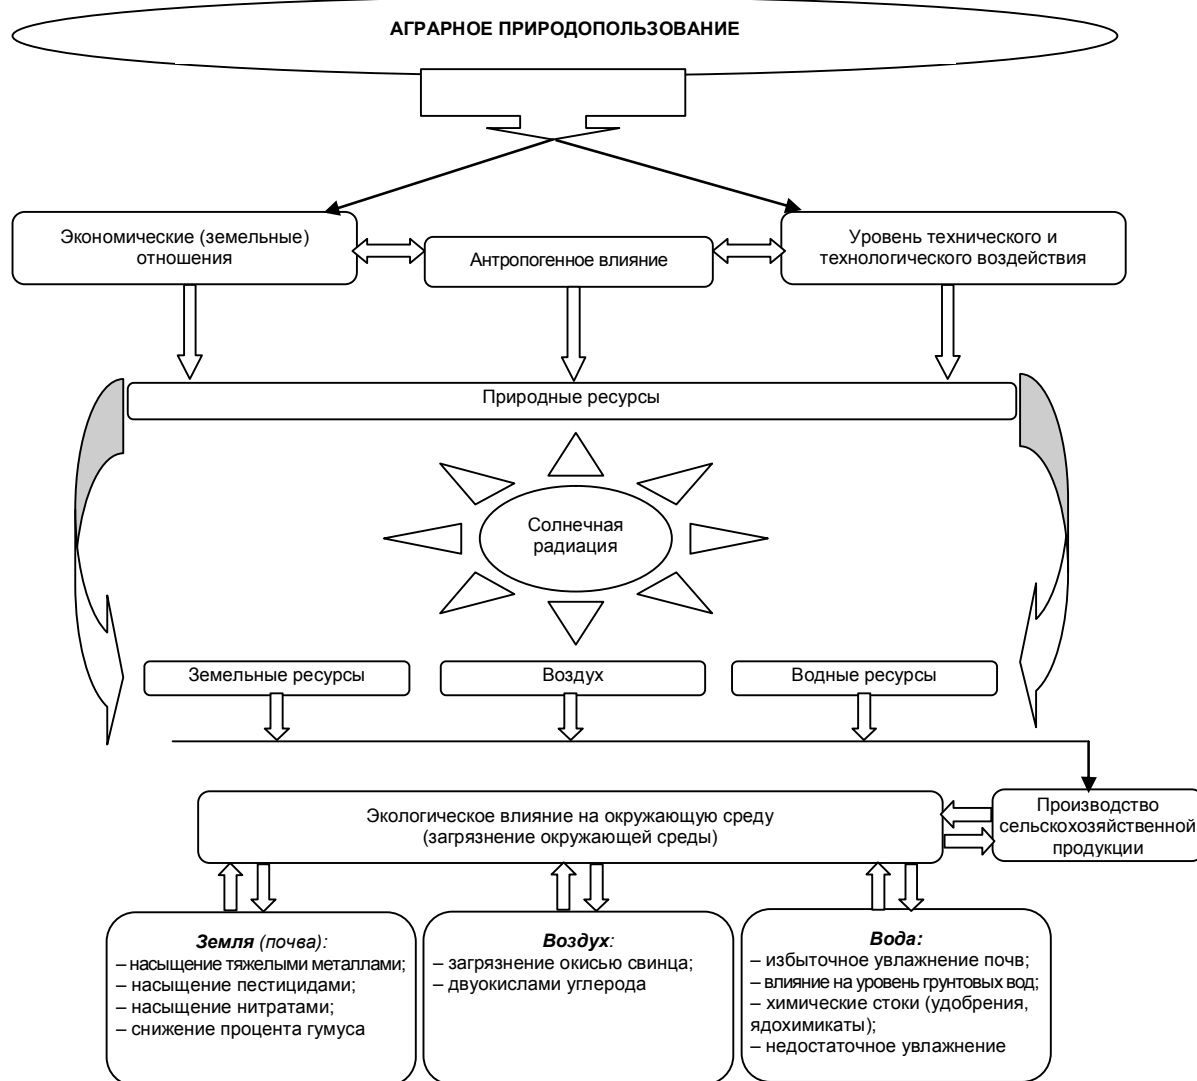 АГРАРНОЕ ПРИРОДОПОЛЬЗОВАНИЕ
Экономические (земельные)
отношения
Антропогенное влияние
Уровень технического и
технологического воздействия
Природные ресурсы
Солнечная
радиация
Земельные ресурсы
Воздух
Водные ресурсы
Экологическое влияние на окружающую среду
(загрязнение окружающей среды)
Производство
сельскохозяйственной
продукции
Земля (почва):
– насыщение тяжелыми металлами;
– насыщение пестицидами;
– насыщение нитратами;
– снижение процента гумуса
Воздух:
– загрязнение окисью свинца;
– двуокислами углерода
Вода:
– избыточное увлажнение почв;
– влияние на уровень грунтовых вод;
– химические стоки (удобрения,
ядохимикаты);
– недостаточное увлажнение